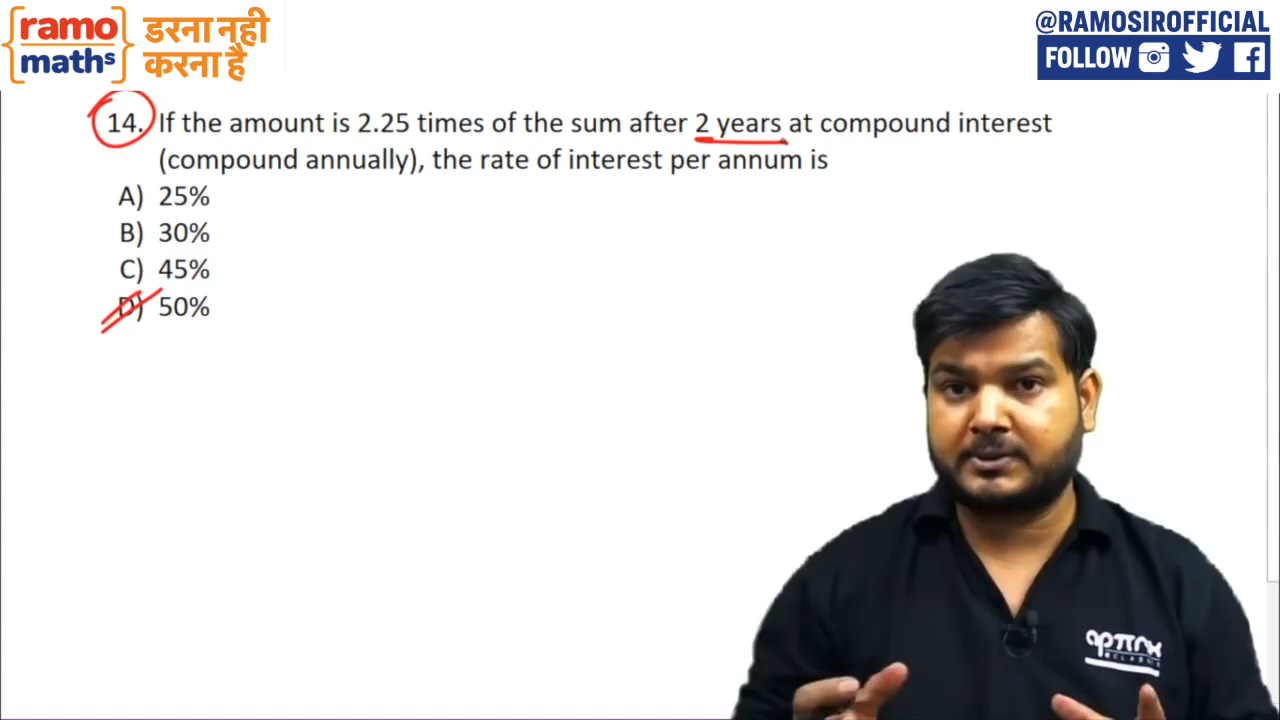 ramo
maths
डरना नही
करना है
@RAMOSIROFFICIAL
FOLLOW
14. If the amount is 2.25 times of the sum after 2 years at compound interest
(compound annually), the rate of interest per annum is
A) 25%
B) 30%
C) 45%
D) 50%